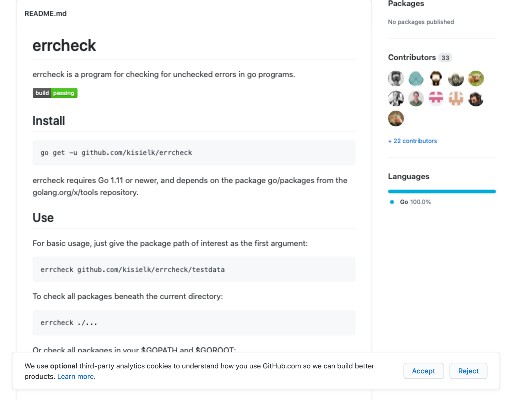 README.md
errcheck
errcheck is a program for checking for unchecked errors in go programs.
build passing
Install
go get -u github.com/kisielk/errcheck
errcheck requires Go 1.11 or newer, and depends on the package go/packages from the
golang.org/x/tools repository.
Use
For basic usage, just give the package path of interest as the first argument:
errcheck github.com/kisielk/errcheck/testdata
To check all packages beneath the current directory:
errcheck ./...
Or check all packages in your $GOPATH and $GOROOT:
Packages
No packages published
Contributors 33
+ 22 contributors
Languages
Go 100.0%
We use optional third-party analytics cookies to understand how you use GitHub.com so we can build better
products. Learn more.
Accept
Reject